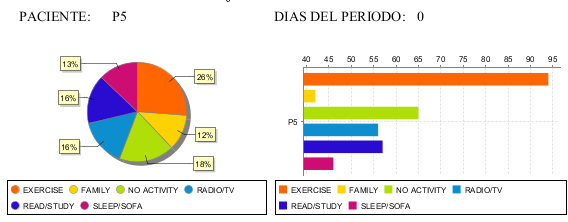 PACIENTE: P5 DIAS DEL PERIODO: 0
13%
26%
16%
12%
16%
18%
EXERCISE FAMILY NO ACTIVITY RADIO/TV
READ/STUDY SLEEP/SOFA
40 45 50 55 60 65 70 75 80 85 90 95
P5
EXERCISE FAMILY NO ACTIVITY RADIO/TV
READ/STUDY SLEEP/SOFA